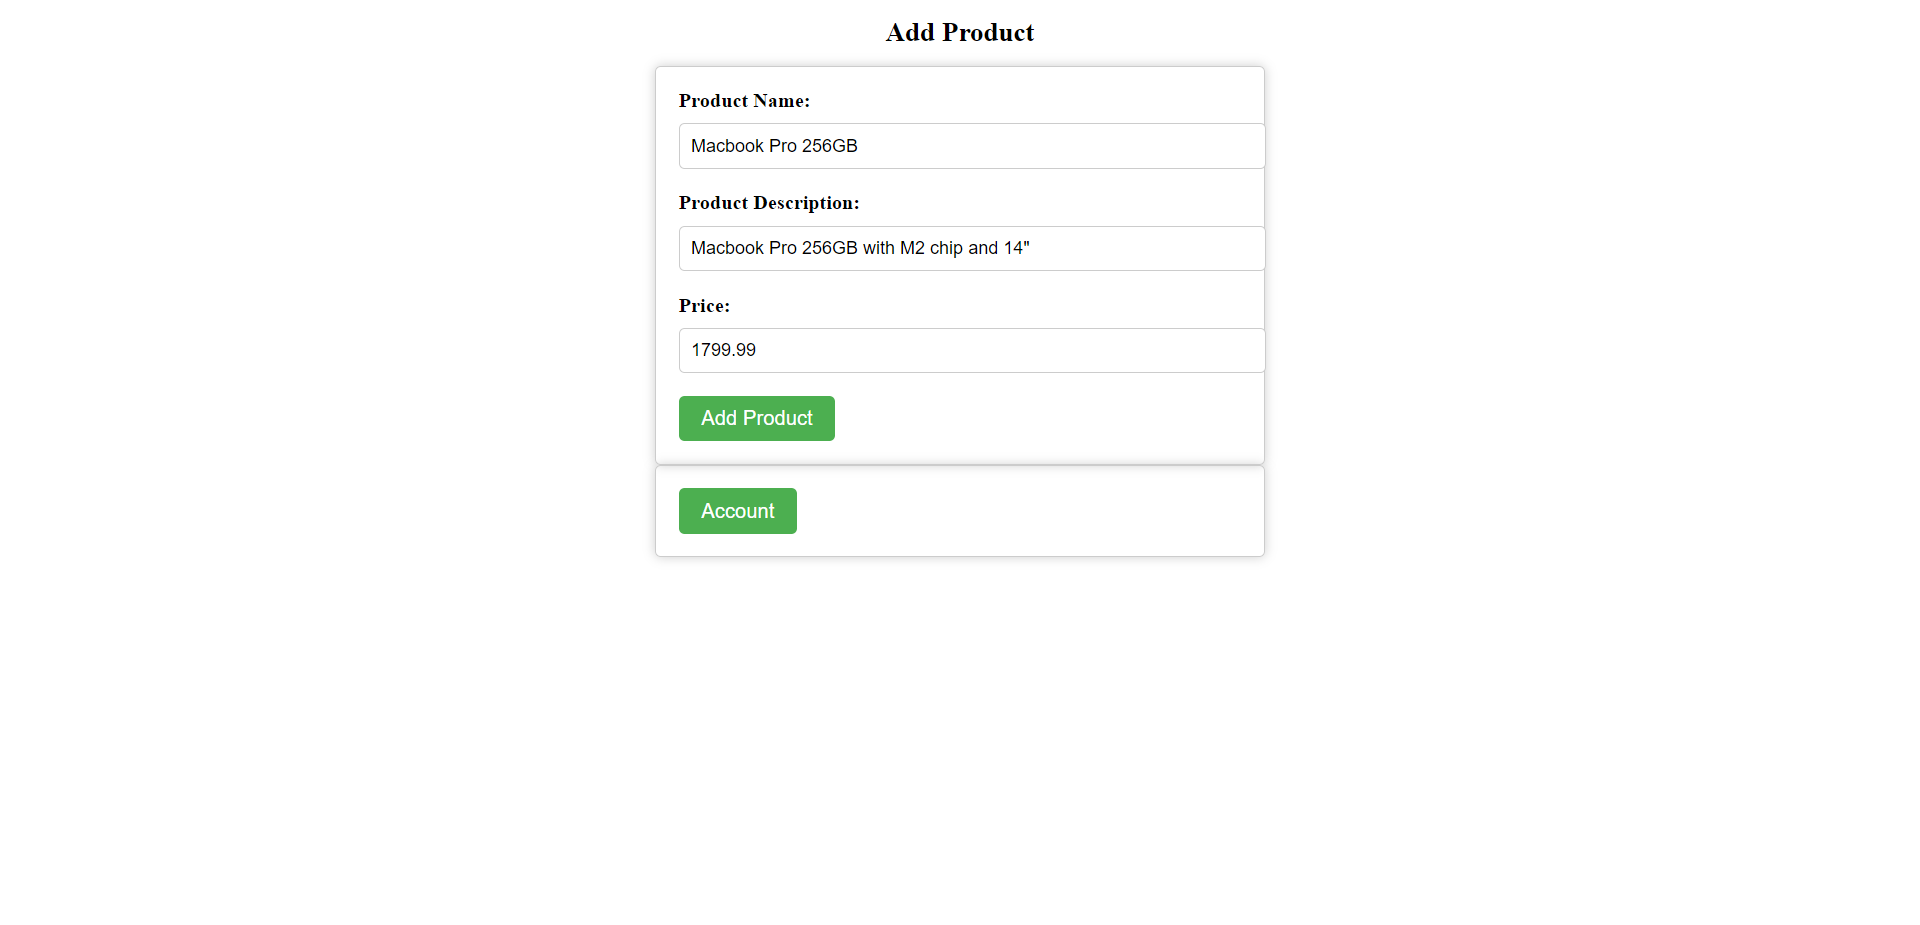 Add Product
Product Name:
Macbook Pro 256GB
Product Description:
Macbook Pro 256GB with M2 chip and 14"
Price:
1799.99
Add Product
Account